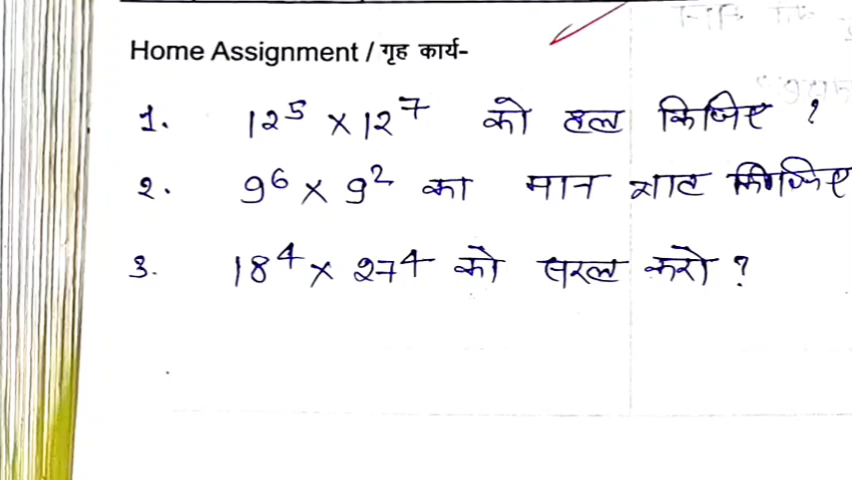 Home Assignment / गृह कार्य-
1. 12⁵ × 12⁷ को हल किजिए ?
2. 9⁶ × 9² का मान ज्ञात किजिए
3. 18⁴ × 27⁴ को सरल करो ?